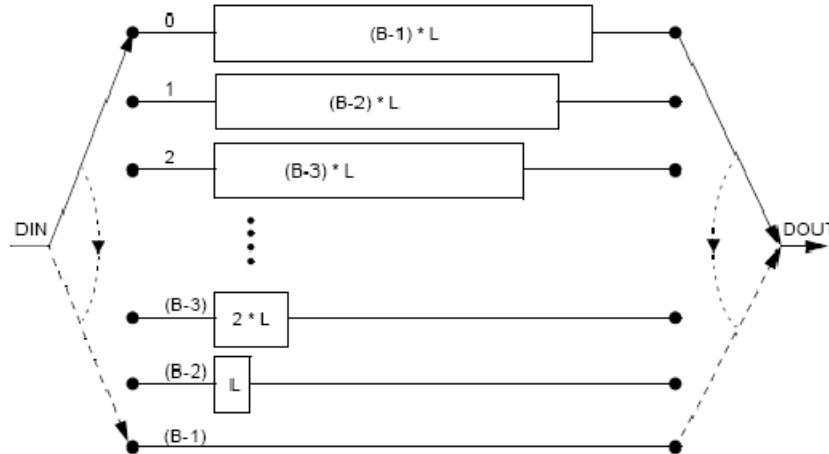 0
(B-1) * L
1
(B-2) * L
2
(B-3) * L
DIN
DOUT
(B-3)
2 * L
(B-2)
L
(B-1)